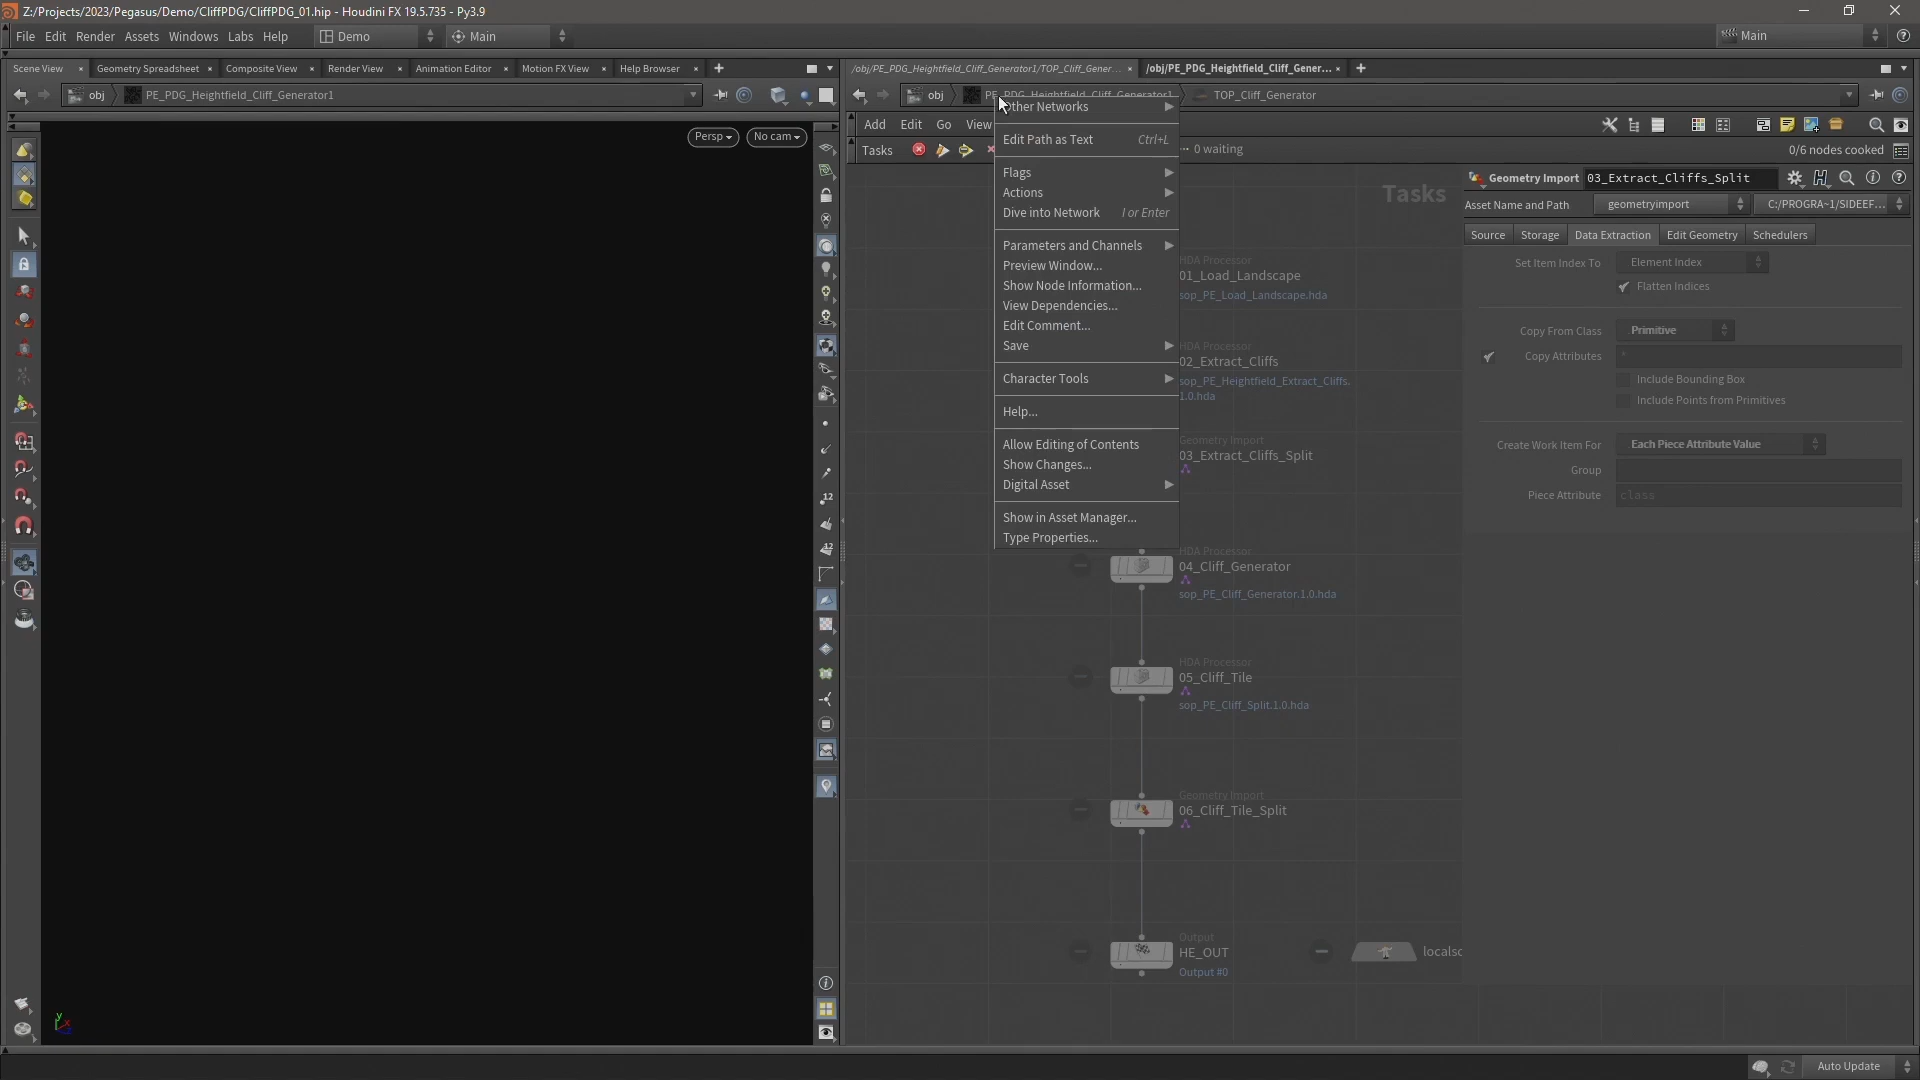 Z:/Projects/2023/Pegasus/Demo/CliffPDG/CliffPDG_01.hip - Houdini FX 19.5.735 - Py3.9
File Edit Render Assets Windows Labs Help Demo Main Main
Scene View Geometry Spreadsheet Composite View Render View Animation Editor Motion FX View Help Browser
/obj/PE_PDG_Heightfield_Cliff_Generator1/TOP_Cliff_Gener... /obj/PE_PDG_Heightfield_Cliff_Gener...
obj PE_PDG_Heightfield_Cliff_Generator1
obj PE_PDG_Heightfield_Cliff_Generator1 TOP_Cliff_Generator
Add Edit Go View
Tasks 0 waiting 0/6 nodes cooked
Persp No cam
Other Networks
Edit Path as Text Ctrl+L
Flags
Actions
Dive into Network I or Enter
Parameters and Channels
Preview Window...
Show Node Information...
View Dependencies...
Edit Comment...
Save
Character Tools
Help...
Allow Editing of Contents
Show Changes...
Digital Asset
Show in Asset Manager...
Type Properties...
Tasks
HDA Processor
01_Load_Landscape
sop_PE_Load_Landscape.hda
HDA Processor
02_Extract_Cliffs
sop_PE_Heightfield_Extract_Cliffs.
1.0.hda
Geometry Import
03_Extract_Cliffs_Split
HDA Processor
04_Cliff_Generator
sop_PE_Cliff_Generator.1.0.hda
HDA Processor
05_Cliff_Tile
sop_PE_Cliff_Split.1.0.hda
Geometry Import
06_Cliff_Tile_Split
Output
HE_OUT
Output #0
localsc
Geometry Import 03_Extract_Cliffs_Split
Asset Name and Path geometryimport C:/PROGRA~1/SIDEEF...
Source Storage Data Extraction Edit Geometry Schedulers
Set Item Index To Element Index
Flatten Indices
Copy From Class Primitive
Copy Attributes *
Include Bounding Box
Include Points from Primitives
Create Work Item For Each Piece Attribute Value
Group
Piece Attribute class
12
12
y
Auto Update